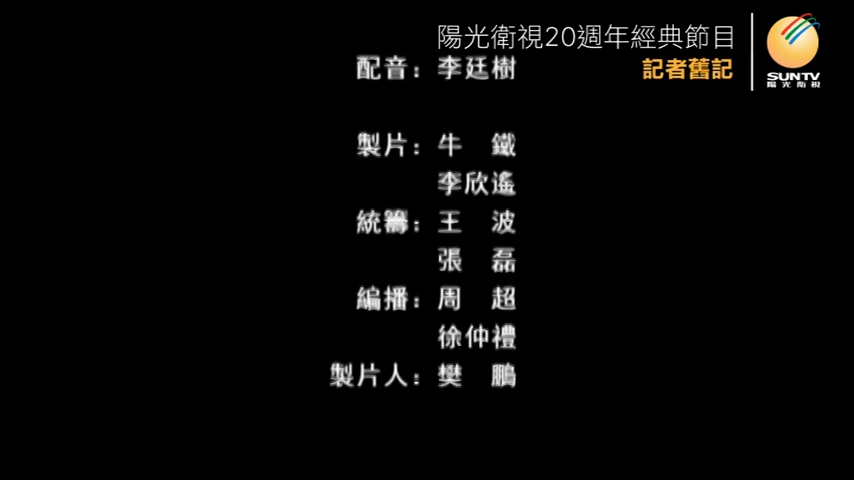 陽光衛視20週年經典節目
記者舊記
SUNTV
陽光衛視
配音：李廷樹
製片：牛　鐵
李欣遙
統籌：王　波
張　磊
編播：周　超
徐仲禮
製片人：樊　鵬